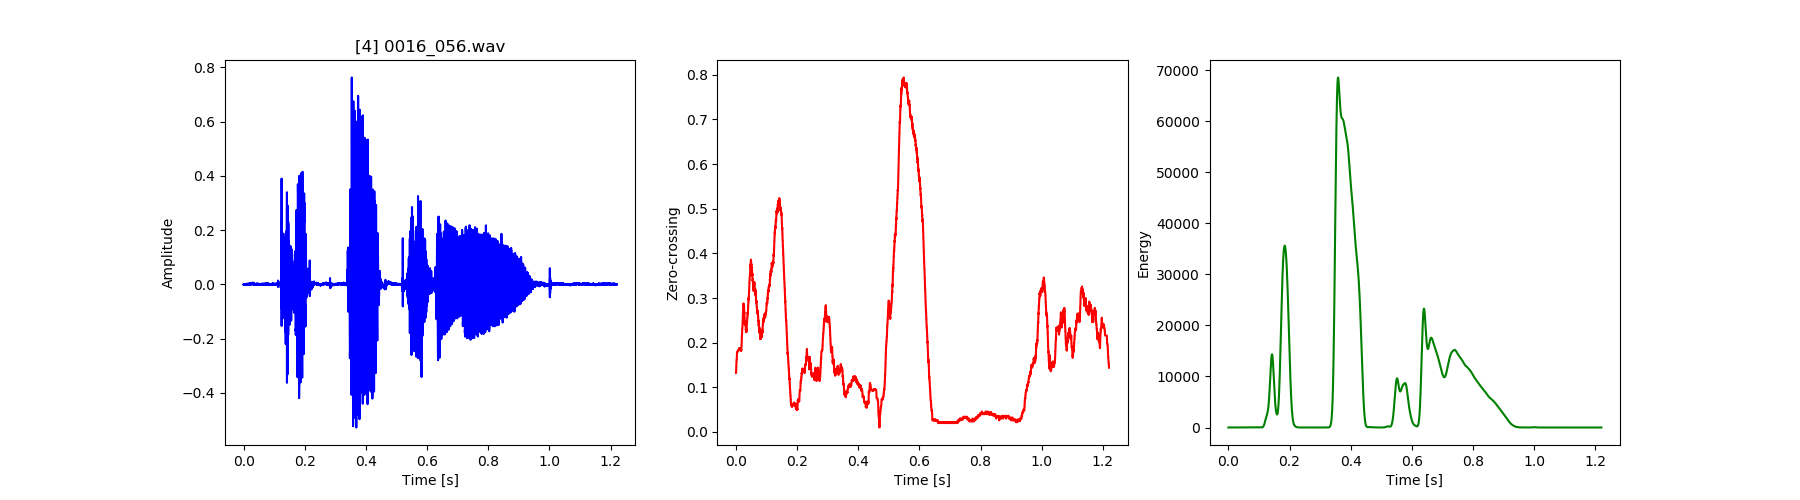 [4] 0016_056.wav
0.8
0.6
0.4
0.2
0.0
−0.2
−0.4
Amplitude
0.0 0.2 0.4 0.6 0.8 1.0 1.2
Time [s]
0.8
0.7
0.6
0.5
0.4
0.3
0.2
0.1
0.0
Zero-crossing
0.0 0.2 0.4 0.6 0.8 1.0 1.2
Time [s]
70000
60000
50000
40000
30000
20000
10000
0
Energy
0.0 0.2 0.4 0.6 0.8 1.0 1.2
Time [s]